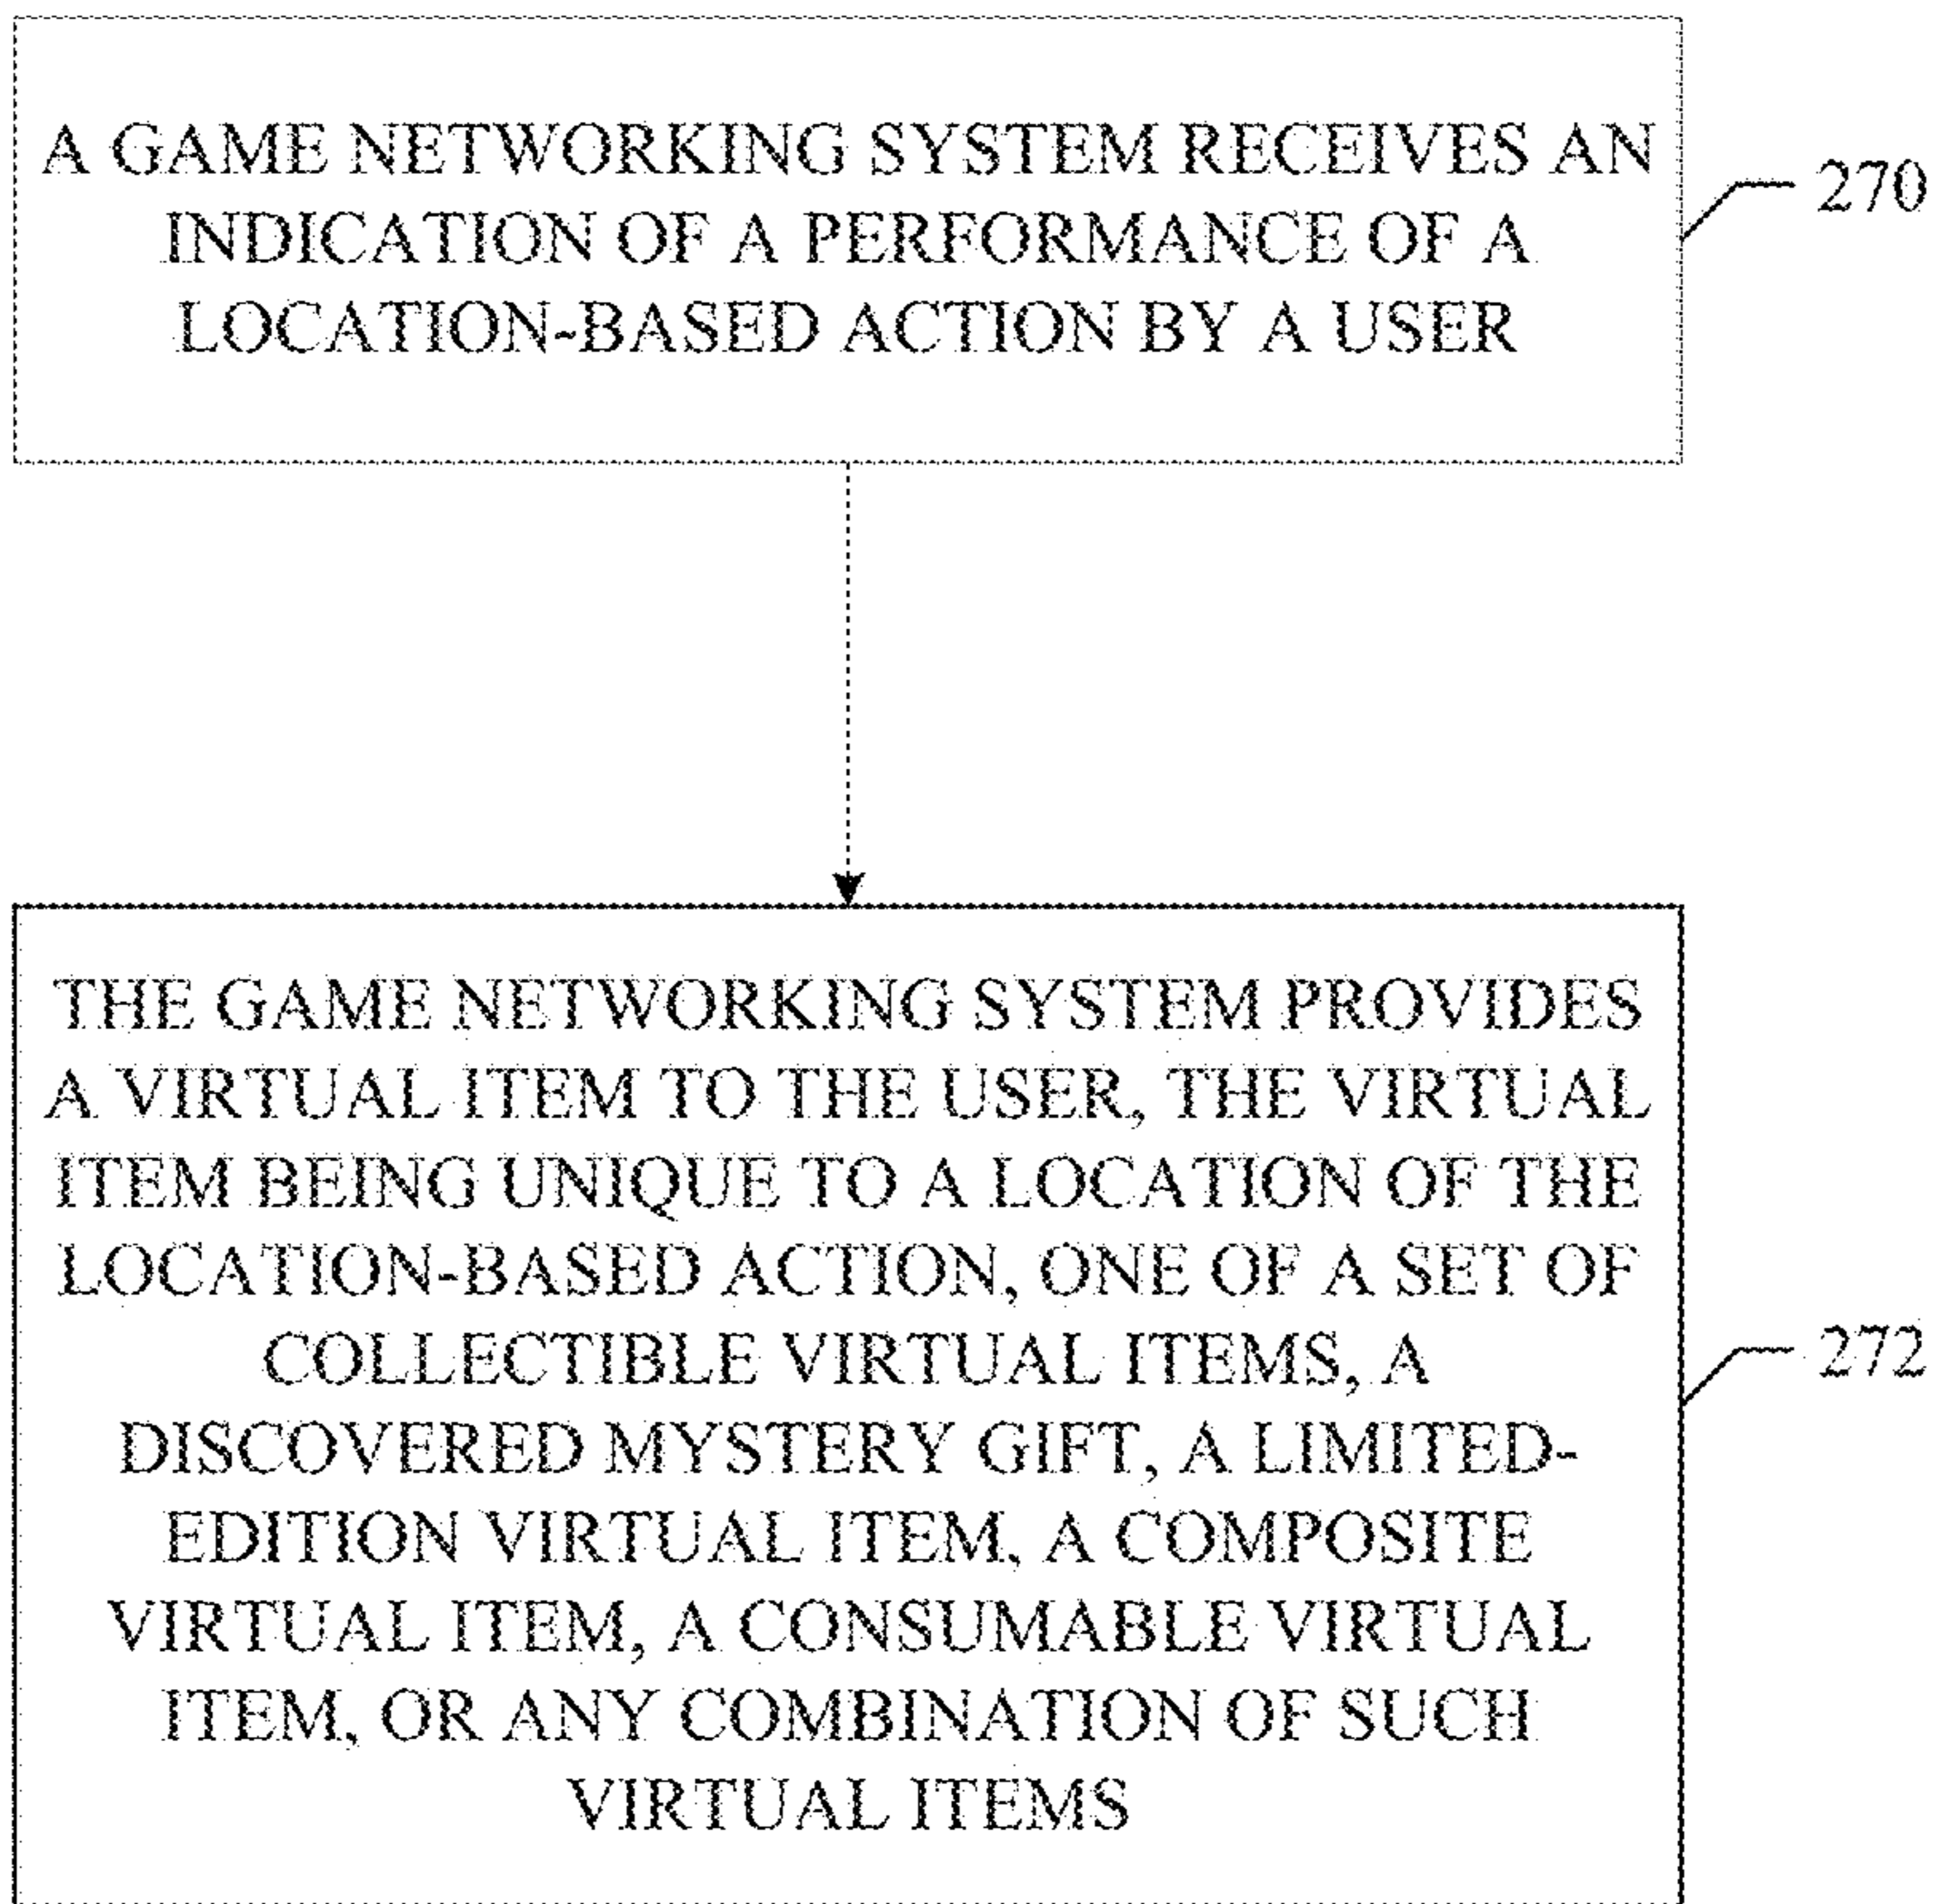 A GAME NETWORKING SYSTEM RECEIVES AN
INDICATION OF A PERFORMANCE OF A
LOCATION-BASED ACTION BY A USER
270
THE GAME NETWORKING SYSTEM PROVIDES
A VIRTUAL ITEM TO THE USER, THE VIRTUAL
ITEM BEING UNIQUE TO A LOCATION OF THE
LOCATION-BASED ACTION, ONE OF A SET OF
COLLECTIBLE VIRTUAL ITEMS, A
DISCOVERED MYSTERY GIFT, A LIMITED-
EDITION VIRTUAL ITEM, A COMPOSITE
VIRTUAL ITEM, A CONSUMABLE VIRTUAL
ITEM, OR ANY COMBINATION OF SUCH
VIRTUAL ITEMS
272